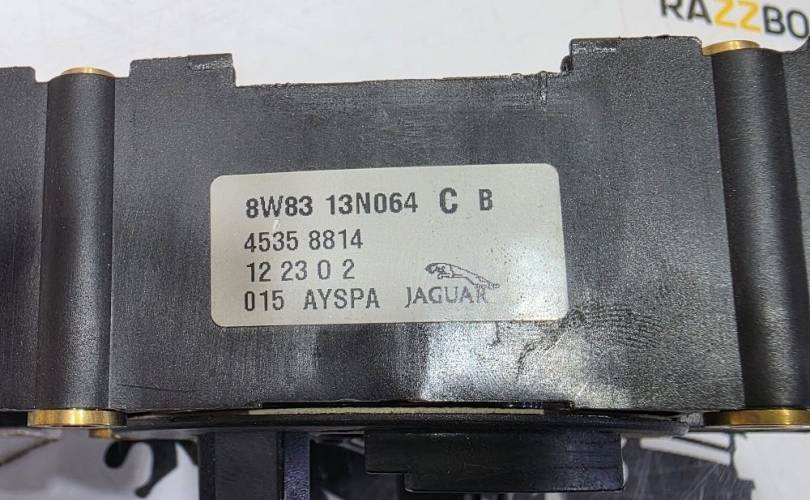 RAZZBO
8W83 13N064 C B
4535 8814
12 23 0 2
015 AYSPA JAGUAR